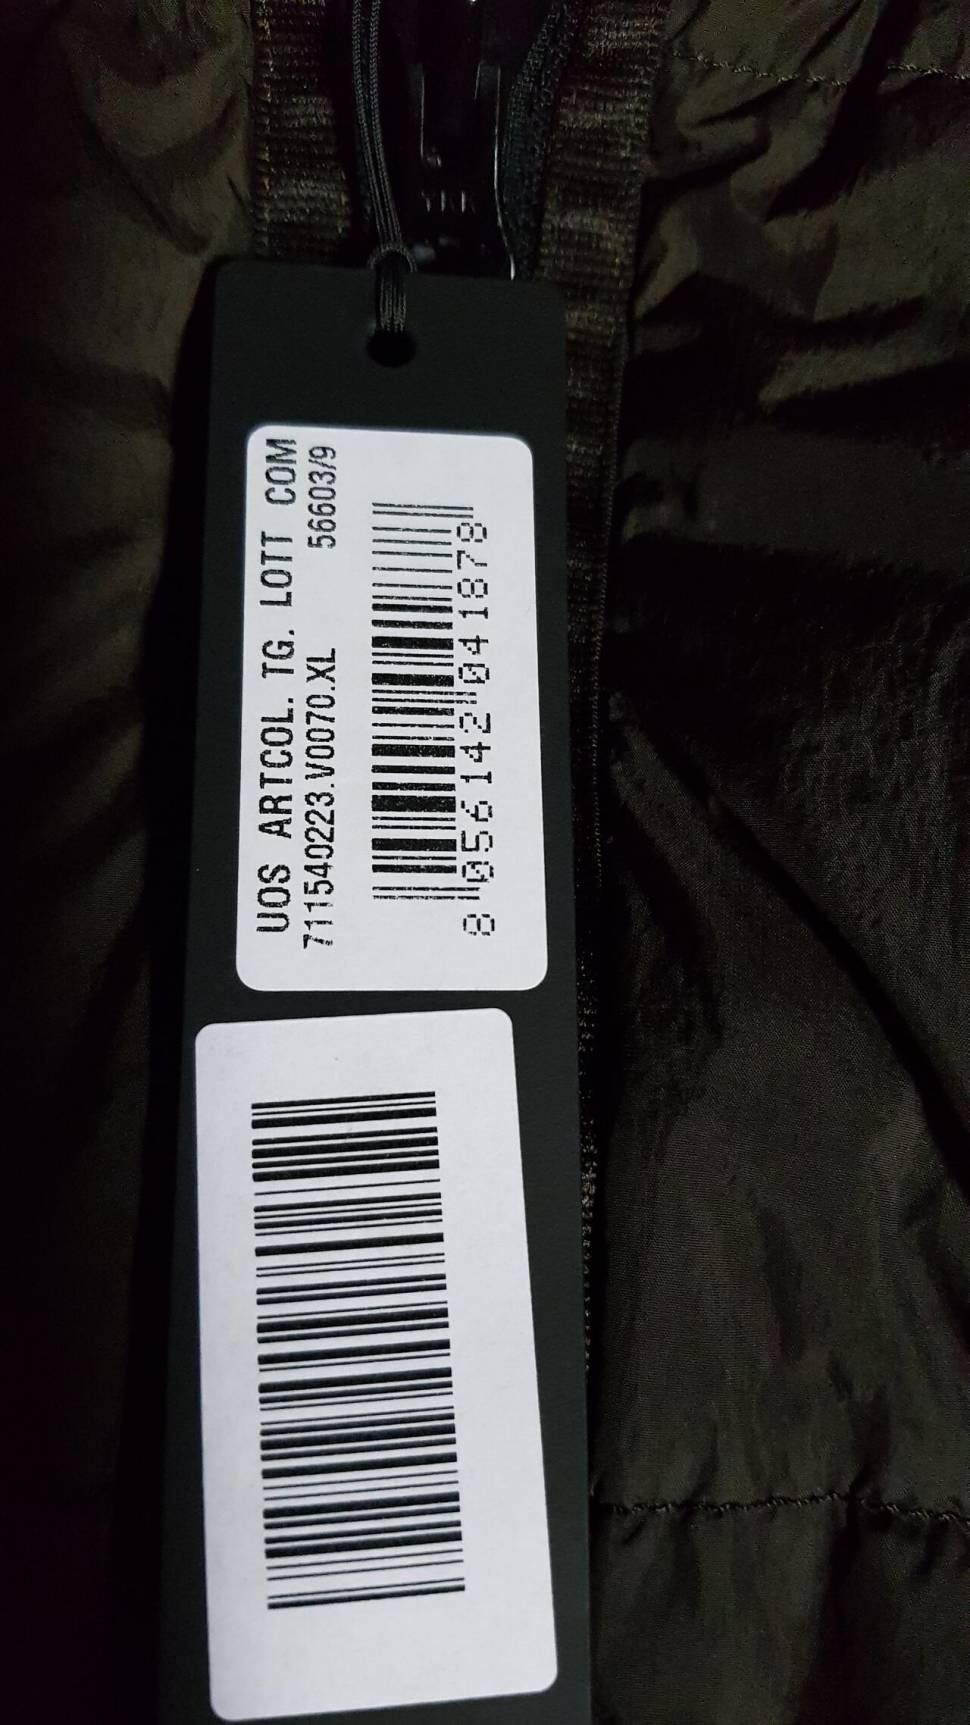 UOS ARTCOL. TG. LOTT COM
711540223.V0070.XL 56603/9
8 056142 041878